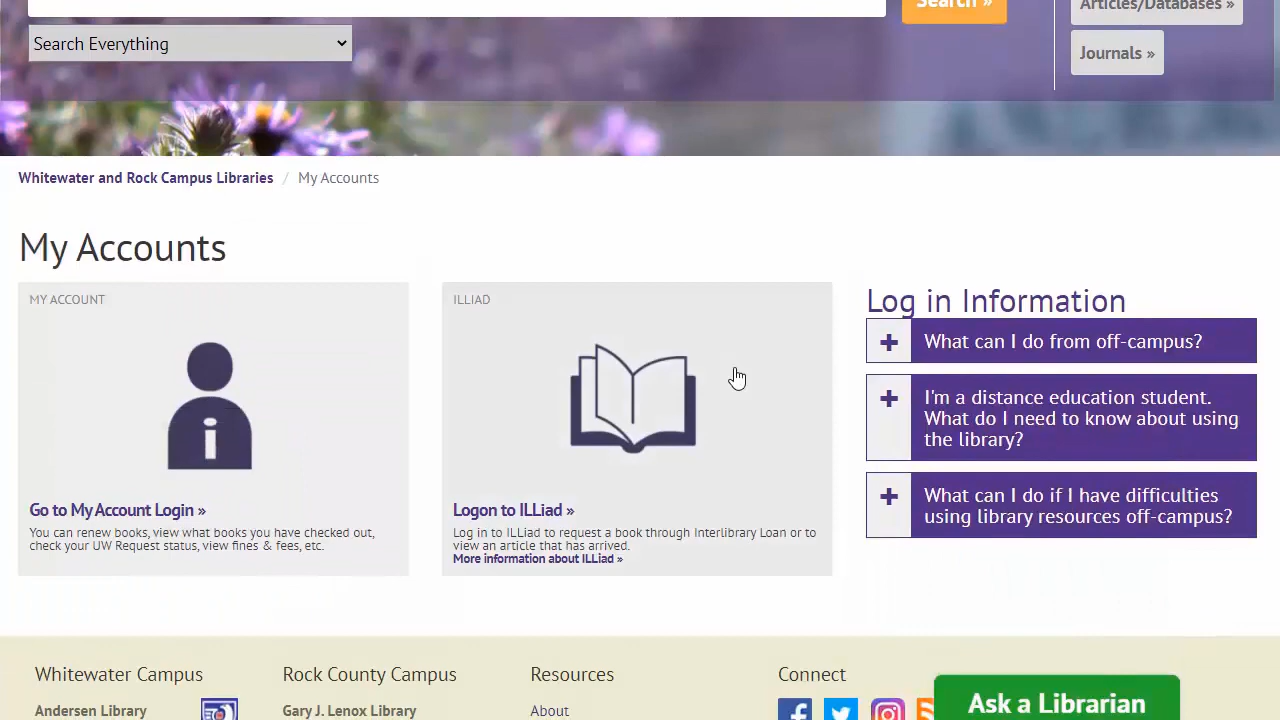 Search »
Articles/Databases »
Search Everything
Journals »
Whitewater and Rock Campus Libraries / My Accounts
My Accounts
MY ACCOUNT
Go to My Account Login »
You can renew books, view what books you have checked out,
check your UW Request status, view fines & fees, etc.
ILLIAD
Logon to ILLiad »
Log in to ILLiad to request a book through Interlibrary Loan or to
view an article that has arrived.
More information about ILLiad »
Log in Information
What can I do from off-campus?
I'm a distance education student.
What do I need to know about using
the library?
What can I do if I have difficulties
using library resources off-campus?
Whitewater Campus
Andersen Library
Rock County Campus
Gary J. Lenox Library
Resources
About
Connect
Ask a Librarian